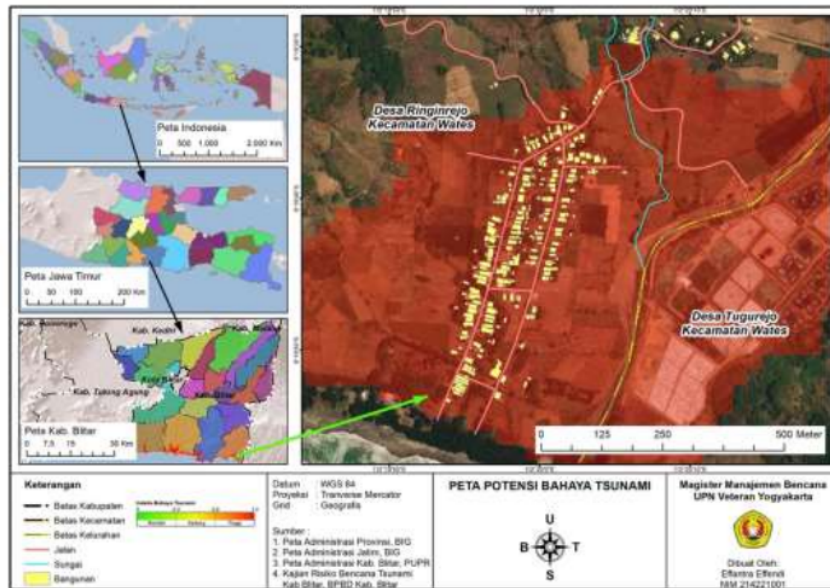 Peta Indonesia
0 500 1.000 2.000 Km
Peta Jawa Timur
0 50 100 200 Km
Kab. Kediri
Kab. Tulung Agung
Peta Kab. Blitar
0 7,5 15 30 Km
Desa Ringinrejo
Kecamatan Wates
Desa Tugurejo
Kecamatan Wates
0 125 250 500 Meter
Keterangan
Batas Kabupaten
Batas Kecamatan
Batas Kelurahan
Jalan
Sungai
Bangunan
Indeks Bahaya Tsunami
Rendah Sedang Tinggi
Datum : WGS 84
Proyeksi : Tranverse Mercator
Grid : Geografis
Sumber :
1. Peta Administrasi Provinsi, BIG
2. Peta Administrasi Jatim, BIG
3. Peta Administrasi Kab. Blitar, PUPR
4. Kajian Risiko Bencana Tsunami
Kab Blitar, BPBD Kab. Blitar
PETA POTENSI BAHAYA TSUNAMI
U
B T
S
Magister Manajemen Bencana
UPN Veteran Yogyakarta
Dibuat Oleh:
Effantra Effendi
NIM 214221001